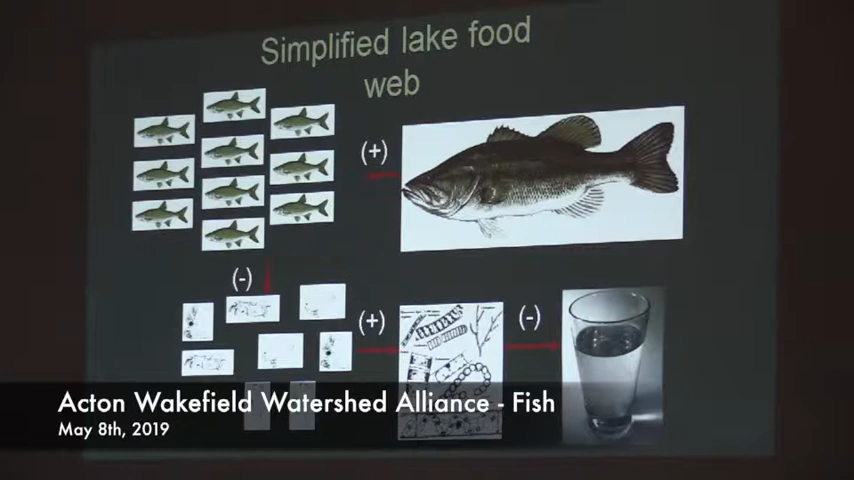 Simplified lake food
web
(+)
(-)
(+)
(-)
Acton Wakefield Watershed Alliance - Fish
May 8th, 2019